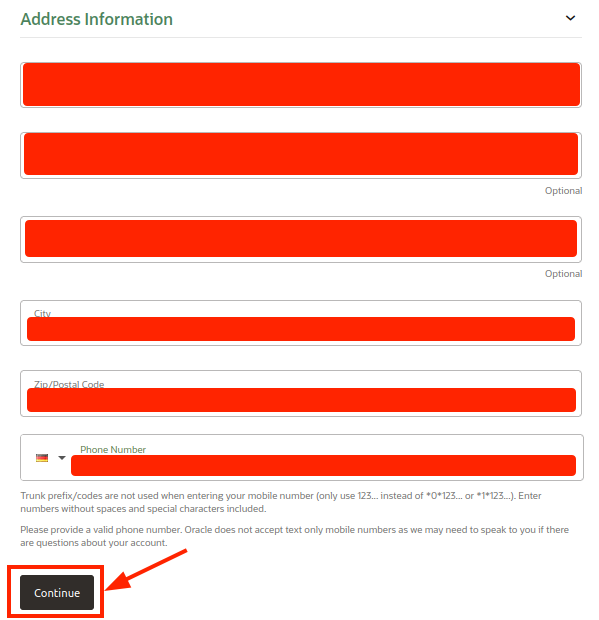 Address Information
Optional
Optional
City
Zip/Postal Code
Phone Number
Trunk prefix/codes are not used when entering your mobile number (only use 123... instead of *0*123... or *1*123...). Enter
numbers without spaces and special characters included.
Please provide a valid phone number. Oracle does not accept text only mobile numbers as we may need to speak to you if there
are questions about your account.
Continue